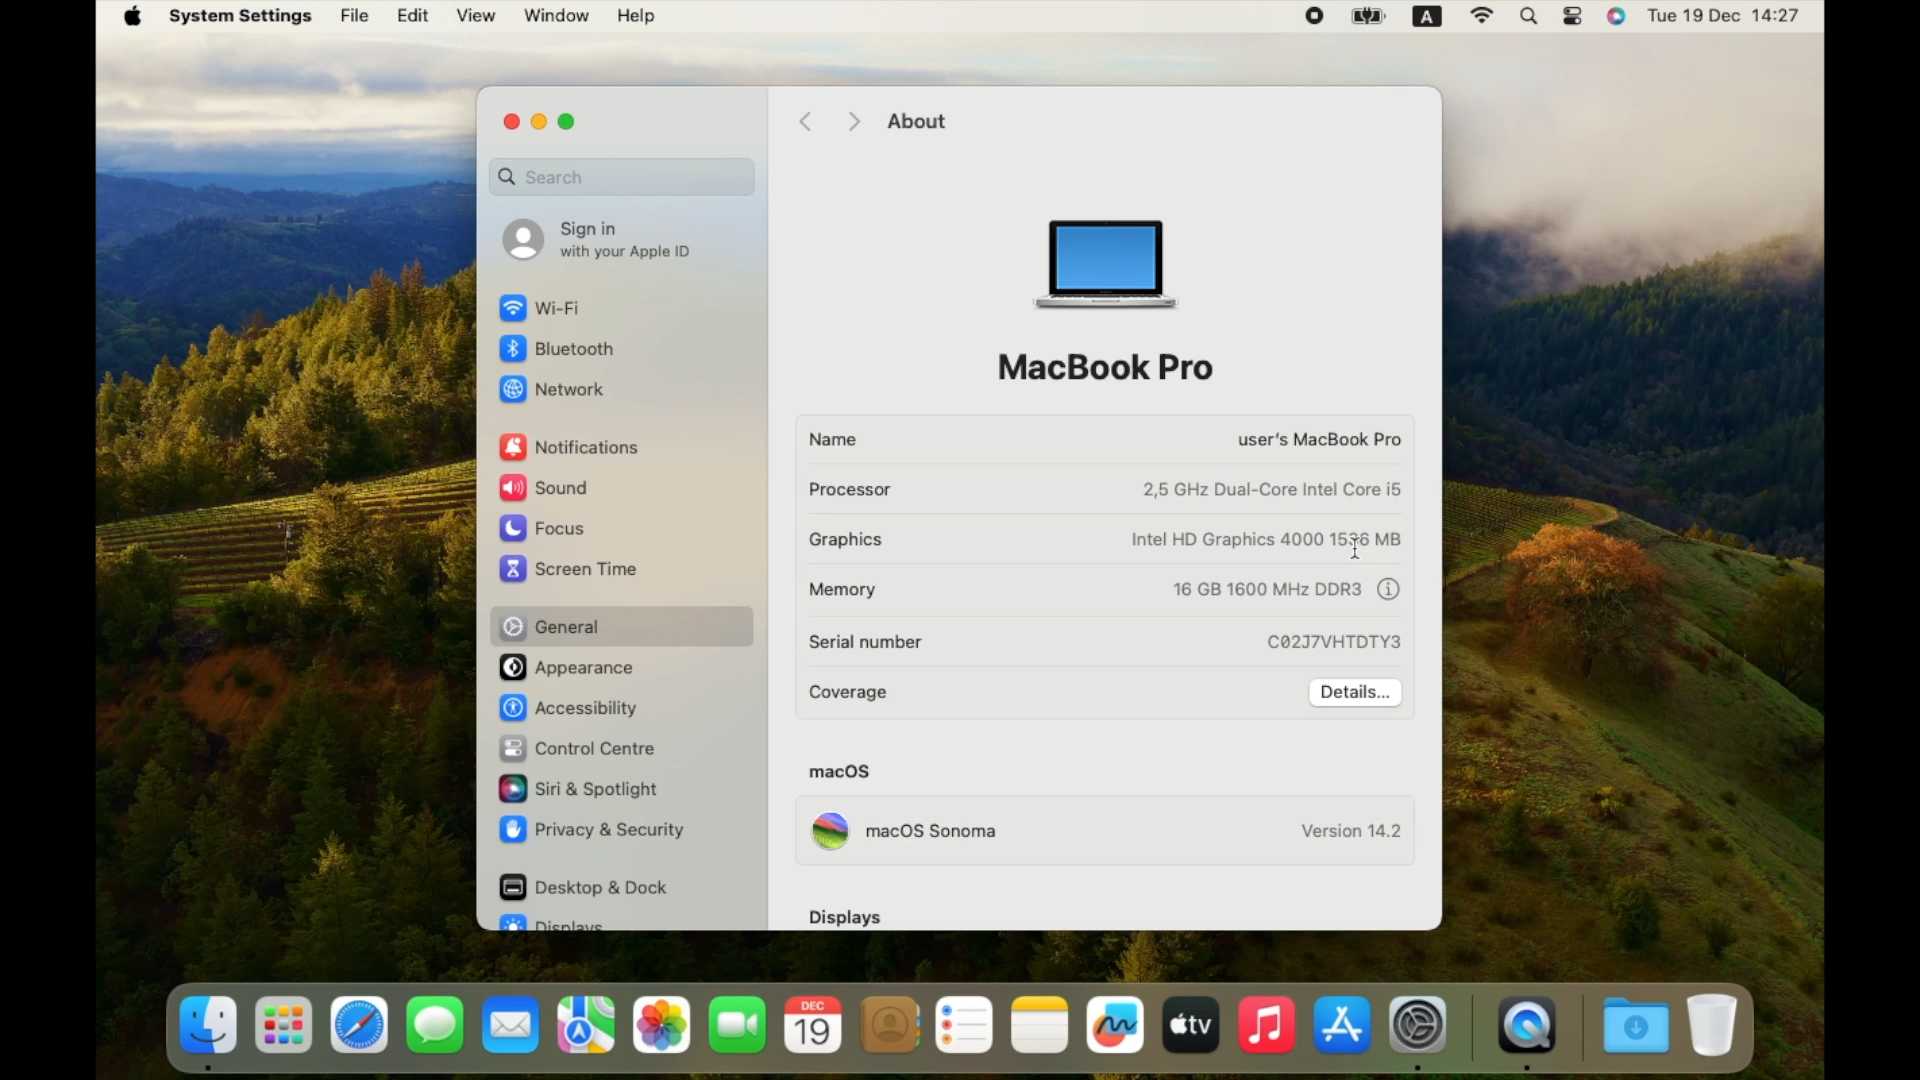 System Settings File Edit View Window Help A Tue 19 Dec 14:27
About
Search
Sign in
with your Apple ID
Wi-Fi
Bluetooth
Network
Notifications
Sound
Focus
Screen Time
General
Appearance
Accessibility
Control Centre
Siri & Spotlight
Privacy & Security
Desktop & Dock
Displays
MacBook Pro
Name user's MacBook Pro
Processor 2,5 GHz Dual-Core Intel Core i5
Graphics Intel HD Graphics 4000 1536 MB
Memory 16 GB 1600 MHz DDR3
Serial number C02J7VHTDTY3
Coverage Details...
macOS
macOS Sonoma Version 14.2
Displays
DEC
19
tv